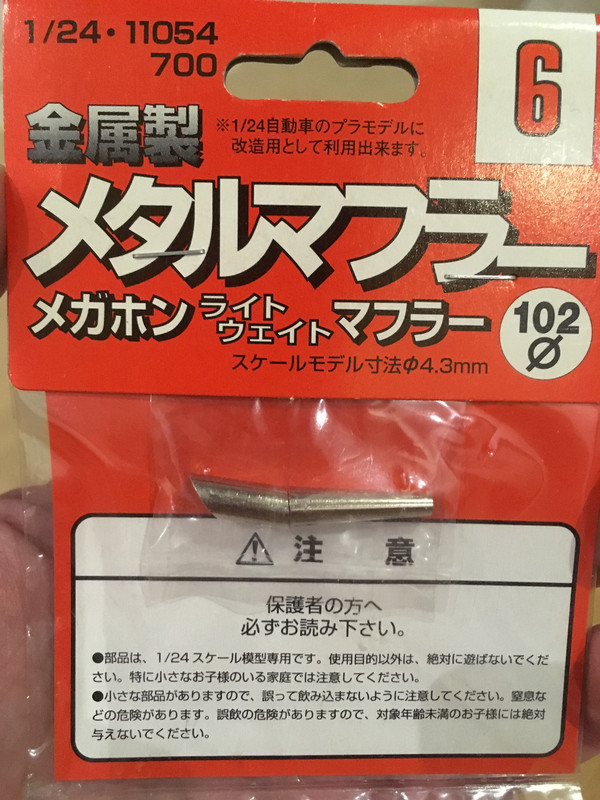 1/24・11054
700
6
金属製
※1/24自動車のプラモデルに
改造用として利用出来ます。
メタルマフラー
メガホンライトウェイトマフラー
102
Φ
スケールモデル寸法Φ4.3mm
⚠注 意
保護者の方へ
必ずお読み下さい。
●部品は、1/24スケール模型専用です。使用目的以外は、絶対に遊ばないでくだ
さい。特に小さなお子様のいる家庭では注意してください。
●小さな部品がありますので、誤って飲み込まないように注意してください。窒息な
どの危険があります。誤飲の危険がありますので、対象年齢未満のお子様には絶対
与えないでください。